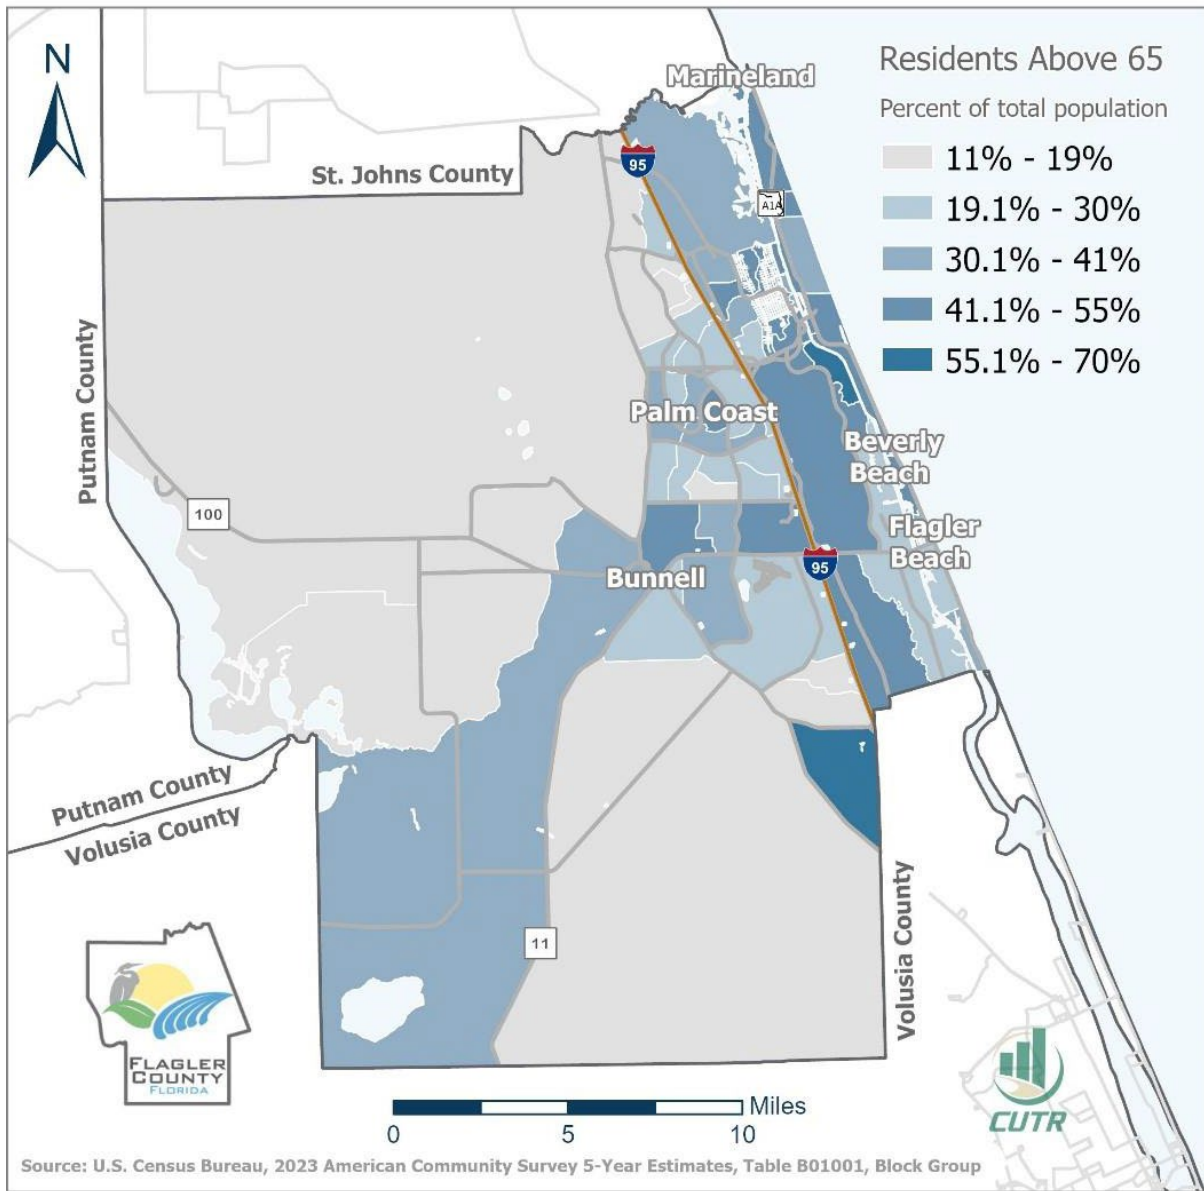 N
Marineland
Residents Above 65
Percent of total population
11% - 19%
19.1% - 30%
30.1% - 41%
41.1% - 55%
55.1% - 70%
95
St. Johns County
A1A
Putnam County
Palm Coast
Beverly
Beach
100
Flagler
Beach
Bunnell
95
Putnam County
Volusia County
11
Volusia County
FLAGLER
COUNTY
FLORIDA
CUTR
Miles
0 5 10
Source: U.S. Census Bureau, 2023 American Community Survey 5-Year Estimates, Table B01001, Block Group